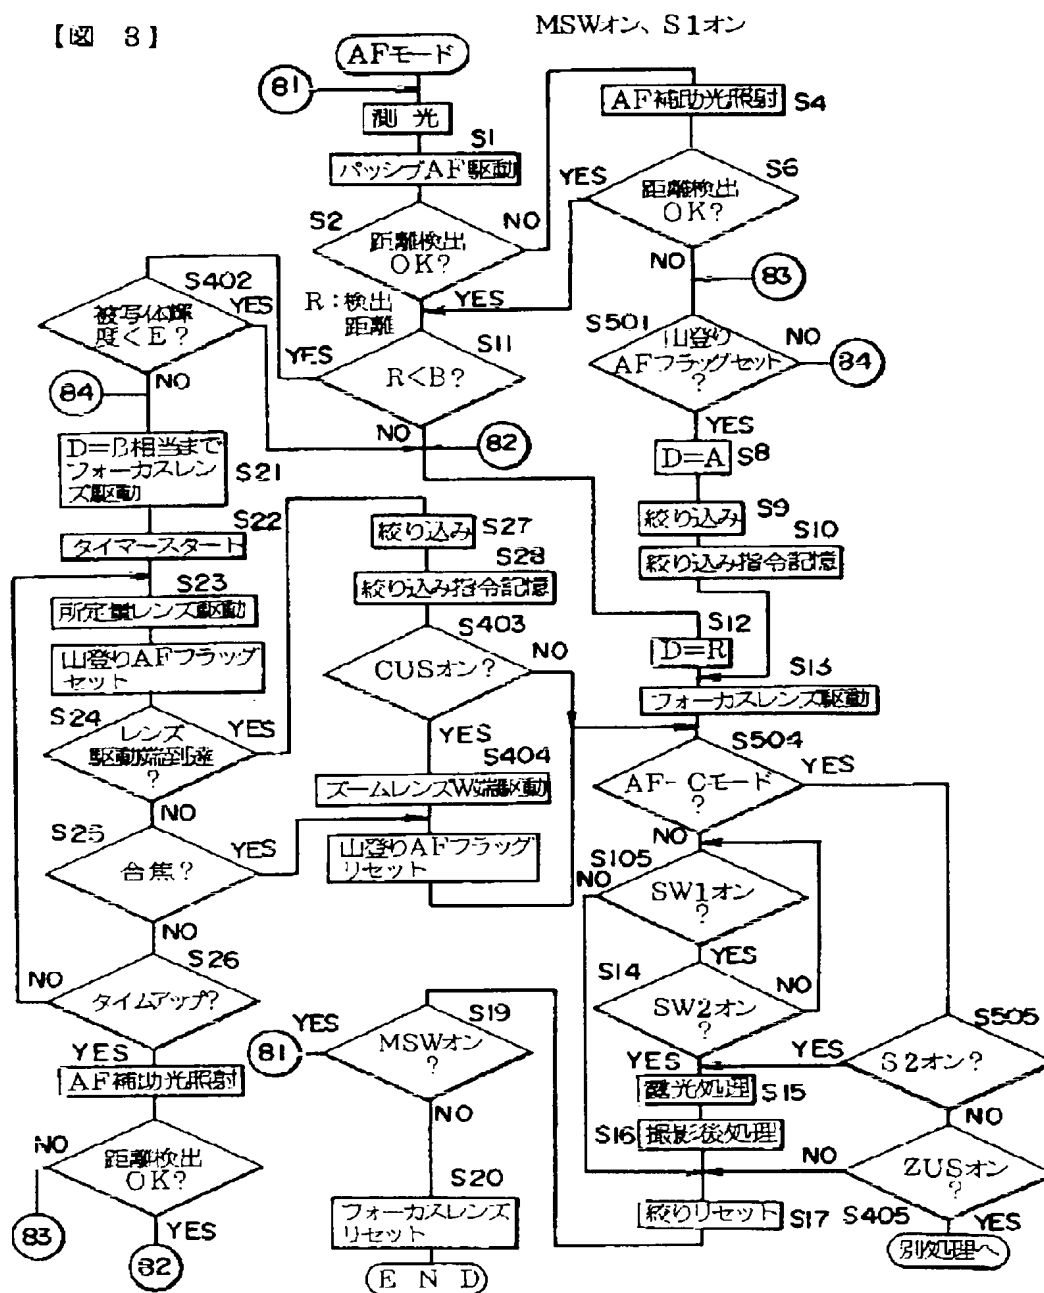 【図 3】
MSWオン、S1オン
AFモード
81
測 光
S1
パッシブAF駆動
S2
距離検出
OK?
NO
YES
AF補助光照射
S4
S6
YES
距離検出
OK?
NO
83
R:検出
距離
S402
被写体輝
度<E?
YES
NO
84
S11
YES
R<B?
NO
82
S501
山登り
AFフラッグセット
?
NO
84
YES
D=A
S8
絞り込み
S9
絞り込み指令記憶
S10
D=B相当まで
フォーカスレン
ズ駆動
S21
S22
タイマースタート
S23
所定量レンズ駆動
山登りAFフラッグ
セット
S24
レンズ
駆動端到達
?
YES
NO
S25
合焦?
YES
NO
S26
NO
タイムアップ?
YES
AF補助光照射
NO
距離検出
OK?
83
YES
82
絞り込み
S27
S28
絞り込み指令記憶
S403
CUSオン?
NO
YES
S404
ズームレンズW端駆動
山登りAFフラッグ
リセット
S12
D=R
S13
フォーカスレンズ駆動
S504
AF-Cモード
?
YES
NO
S105
NO
SW1オン
?
YES
S14
SW2オン
?
NO
YES
S505
S2オン?
YES
NO
露光処理
S15
S16
撮影後処理
ZUSオン
?
NO
S405
YES
別処理へ
絞りリセット
S17
S19
YES
81
MSWオン
?
NO
S20
フォーカスレンズ
リセット
E N D